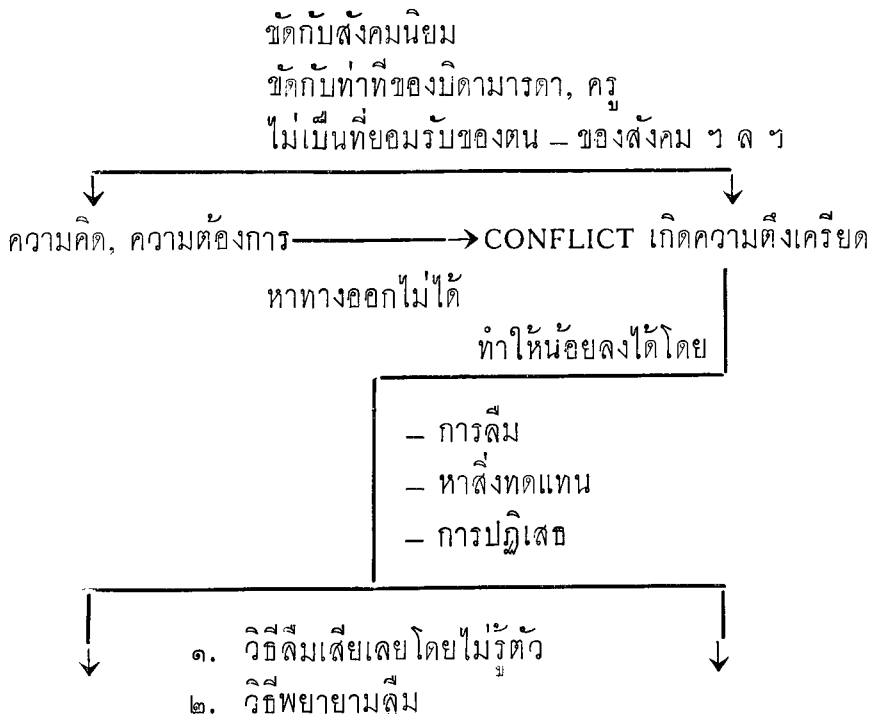 ขัดกับสังคมนิยม
ขัดกับท่าทีของบิดามารดา, ครู
ไม่เป็นที่ยอมรับของตน – ของสังคม ฯ ล ฯ
ความคิด, ความต้องการ → CONFLICT เกิดความตึงเครียด
หาทางออกไม่ได้
ทำให้น้อยลงได้โดย
– การลืม
– หาสิ่งทดแทน
– การปฏิเสธ
๑. วิธีลืมเสียเลยโดยไม่รู้ตัว
๒. วิธีพยายามลืม